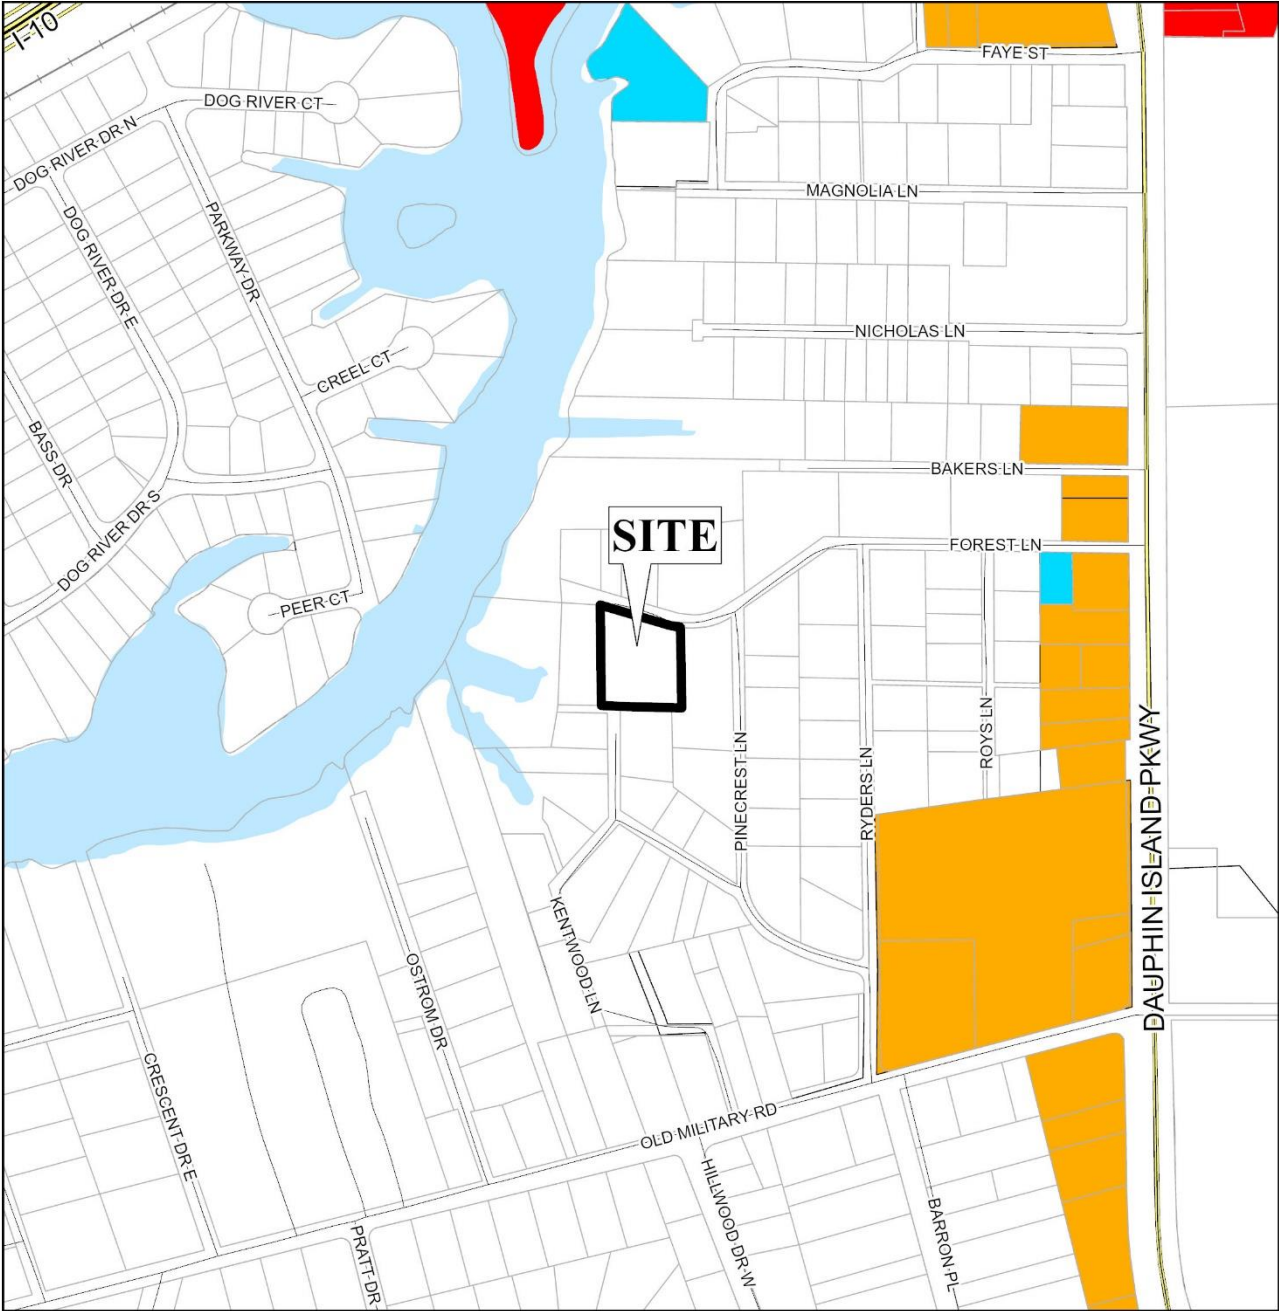 I-10
FAYE ST
DOG RIVER CT
DOG RIVER DR N
MAGNOLIA LN
PARKWAY DR
DOG RIVER DR E
NICHOLAS LN
CREEL CT
BASS DR
BAKERS LN
DOG RIVER DR S
SITE
FOREST LN
PEER CT
ROYS LN
PINECREST LN
RYDERS LN
DAUPHIN ISLAND PKWY
KENTWOOD LN
OSTROM DR
CRESCENT DR E
OLD MILITARY RD
HILLWOOD DR W
BARRON PL
PRATT DR